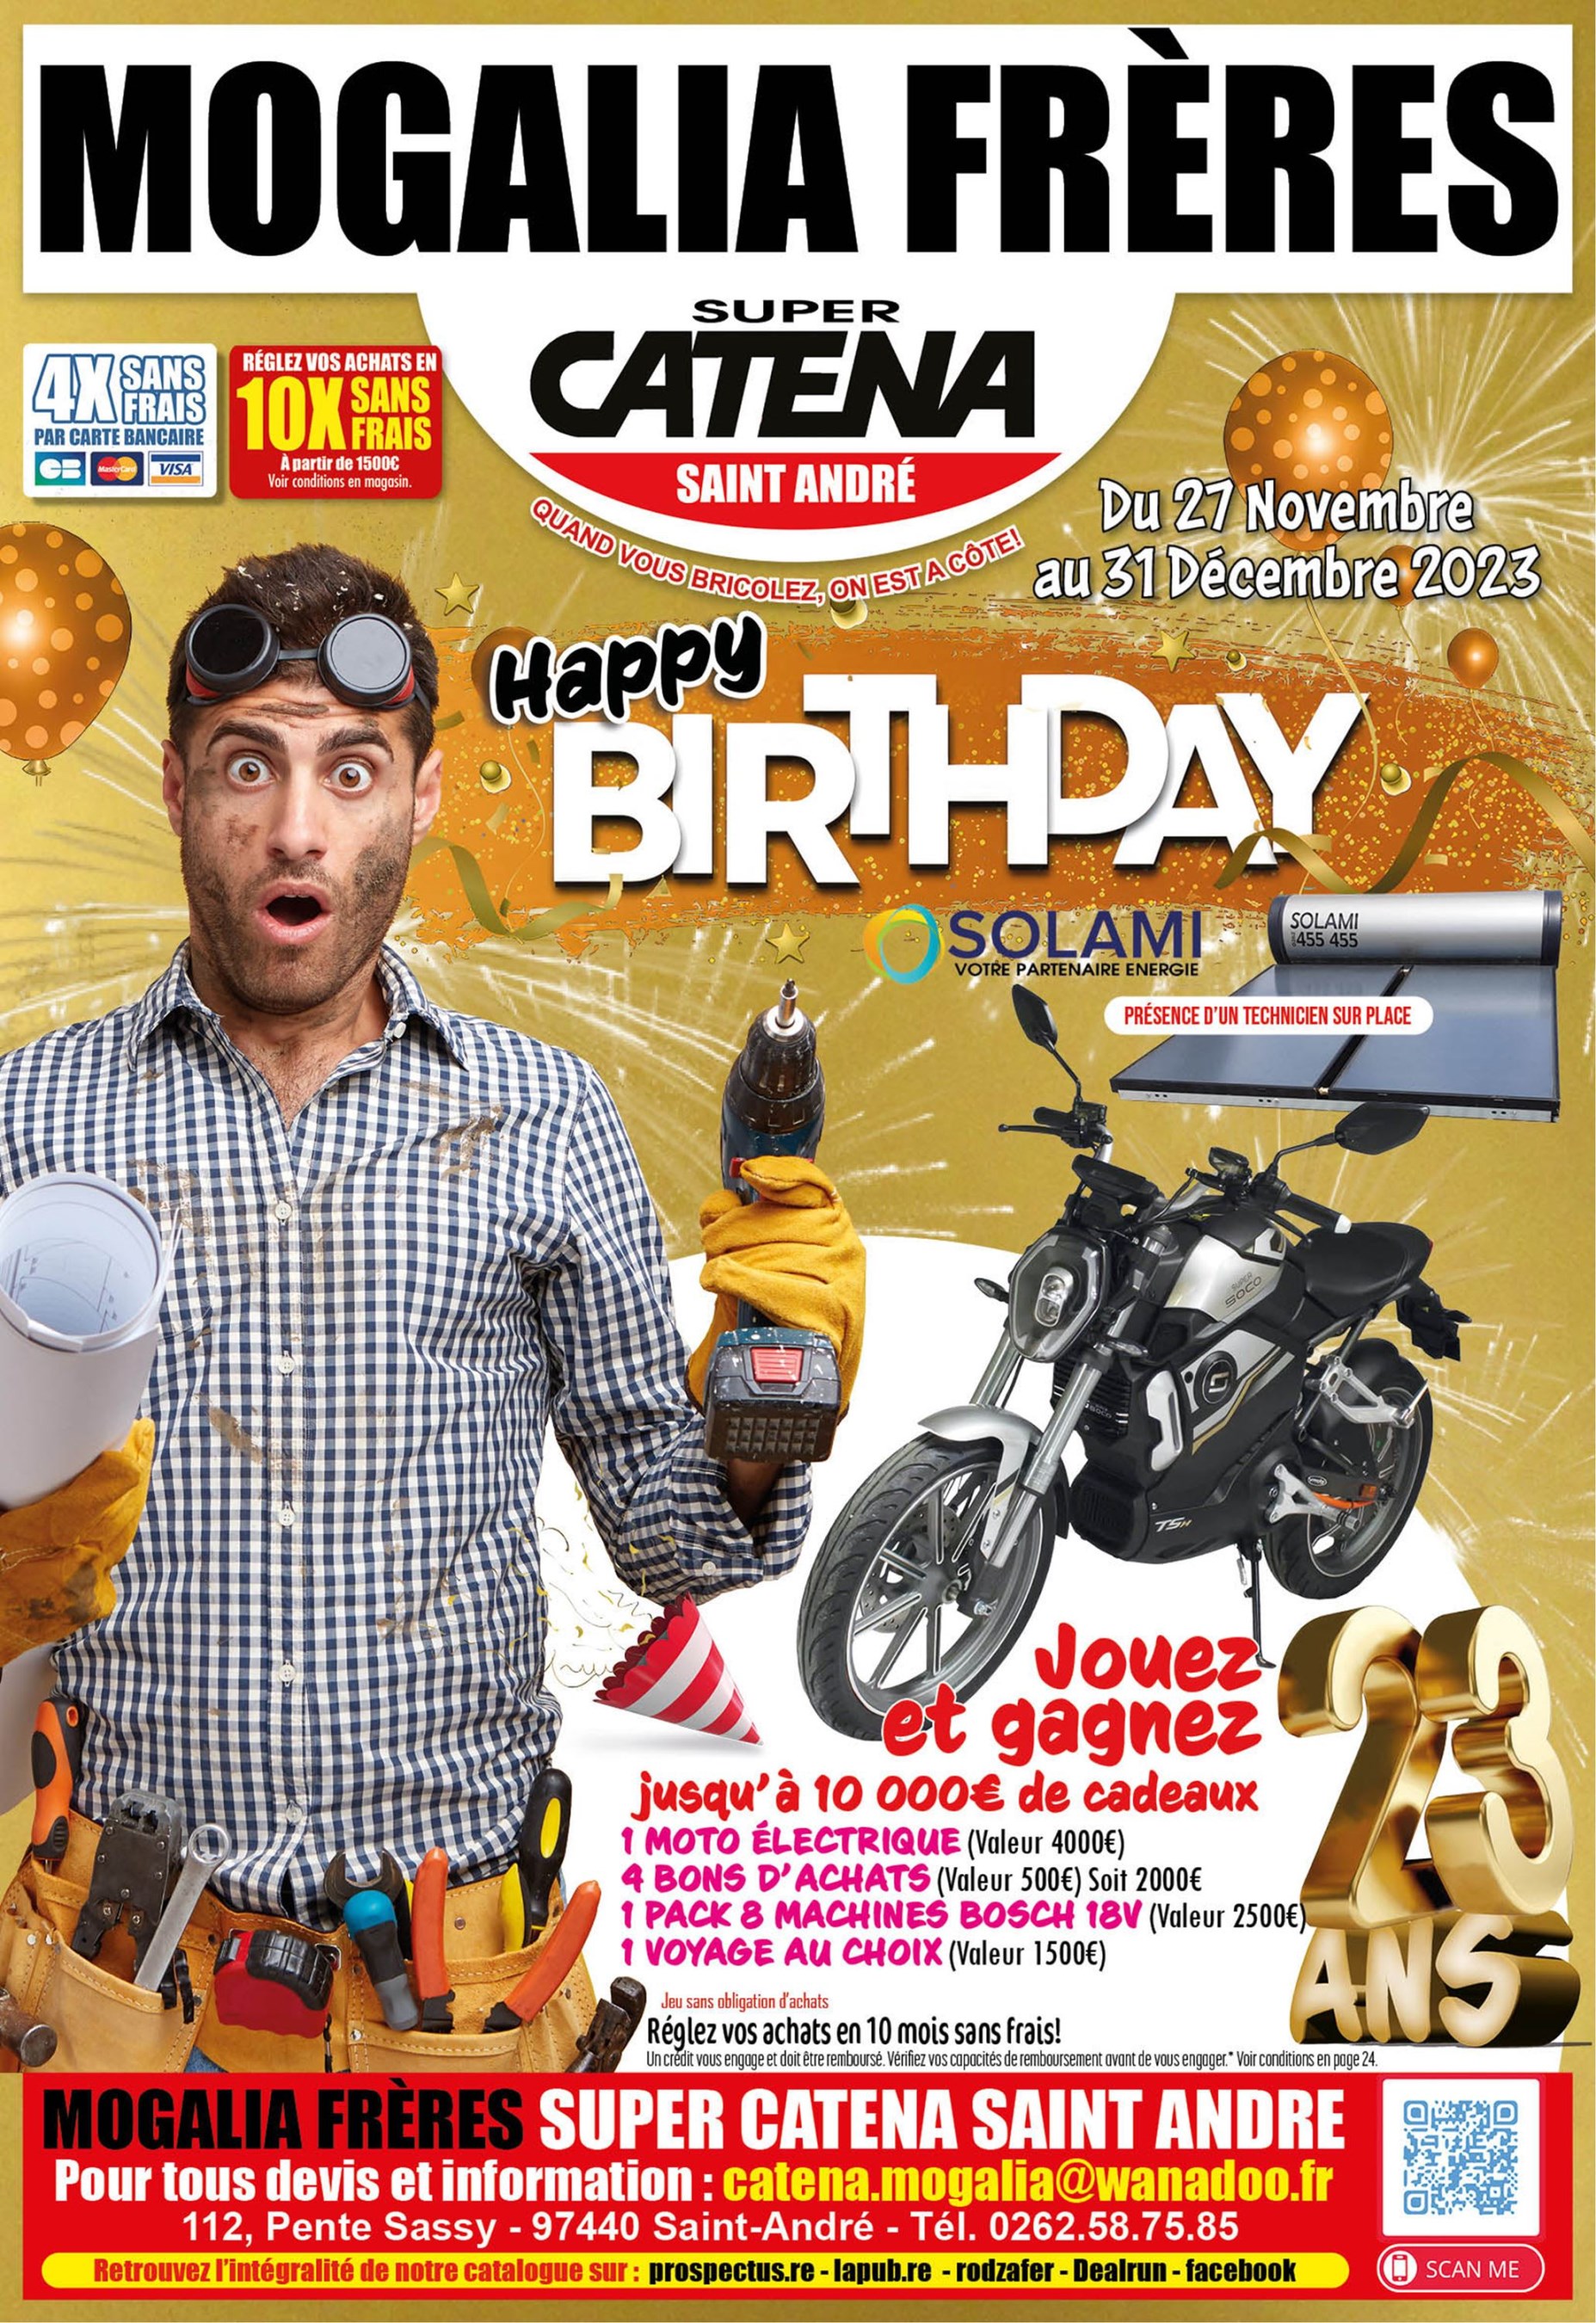 MOGALIA FRÈRES
SUPER
CATENA
SAINT ANDRÉ
QUAND VOUS BRICOLEZ, ON EST A CÔTE!
4X SANS FRAIS
PAR CARTE BANCAIRE
CB MasterCard VISA
RÉGLEZ VOS ACHATS EN
10X SANS FRAIS
À partir de 1500€
Voir conditions en magasin.
Du 27 Novembre
au 31 Décembre 2023
Happy
BIRTHDAY
SOLAMI
VOTRE PARTENAIRE ENERGIE
SOLAMI
455 455
PRÉSENCE D'UN TECHNICIEN SUR PLACE
SUPER
SOCO
TS
Jouez
et gagnez
jusqu'à 10 000€ de cadeaux
1 MOTO ÉLECTRIQUE (Valeur 4000€)
4 BONS D'ACHATS (Valeur 500€) Soit 2000€
1 PACK 8 MACHINES BOSCH 18V (Valeur 2500€)
1 VOYAGE AU CHOIX (Valeur 1500€)
23
ANS
Jeu sans obligation d'achats
Réglez vos achats en 10 mois sans frais!
Un crédit vous engage et doit être remboursé. Vérifiez vos capacités de remboursement avant de vous engager.* Voir conditions en page 24.
MOGALIA FRÈRES SUPER CATENA SAINT ANDRE
Pour tous devis et information : catena.mogalia@wanadoo.fr
112, Pente Sassy - 97440 Saint-André - Tél. 0262.58.75.85
Retrouvez l'intégralité de notre catalogue sur : prospectus.re - lapub.re - rodzafer - Dealrun - facebook
SCAN ME